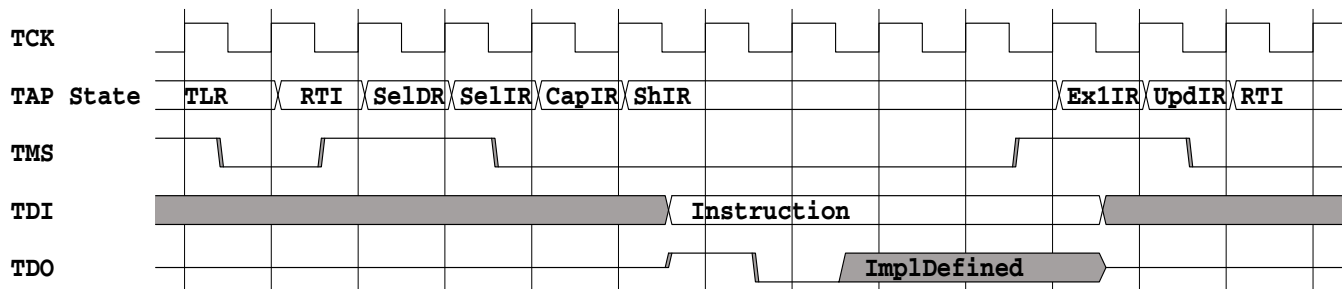 TCK
TAP State TLR RTI SelDR SelIR CapIR ShIR Ex1IR UpdIR RTI
TMS
TDI Instruction
TDO ImplDefined